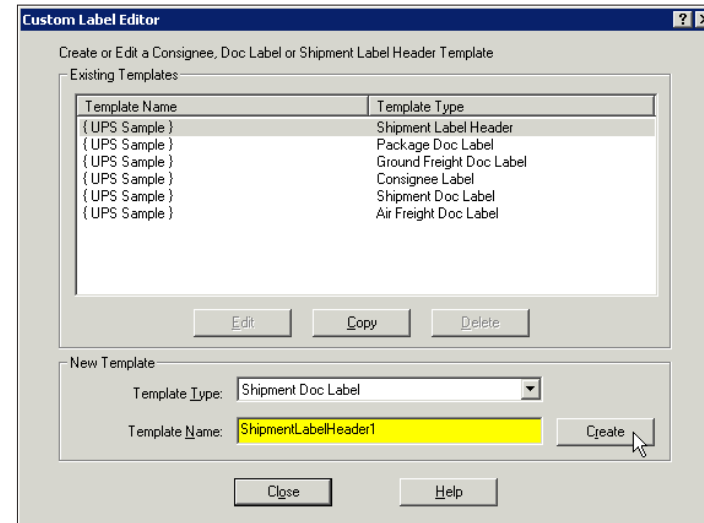 Custom Label Editor
Create or Edit a Consignee, Doc Label or Shipment Label Header Template
Existing Templates
Template Name Template Type
{ UPS Sample } Shipment Label Header
{ UPS Sample } Package Doc Label
{ UPS Sample } Ground Freight Doc Label
{ UPS Sample } Consignee Label
{ UPS Sample } Shipment Doc Label
{ UPS Sample } Air Freight Doc Label
Edit Copy Delete
New Template
Template Type: Shipment Doc Label
Template Name: ShipmentLabelHeader1 Create
Close Help